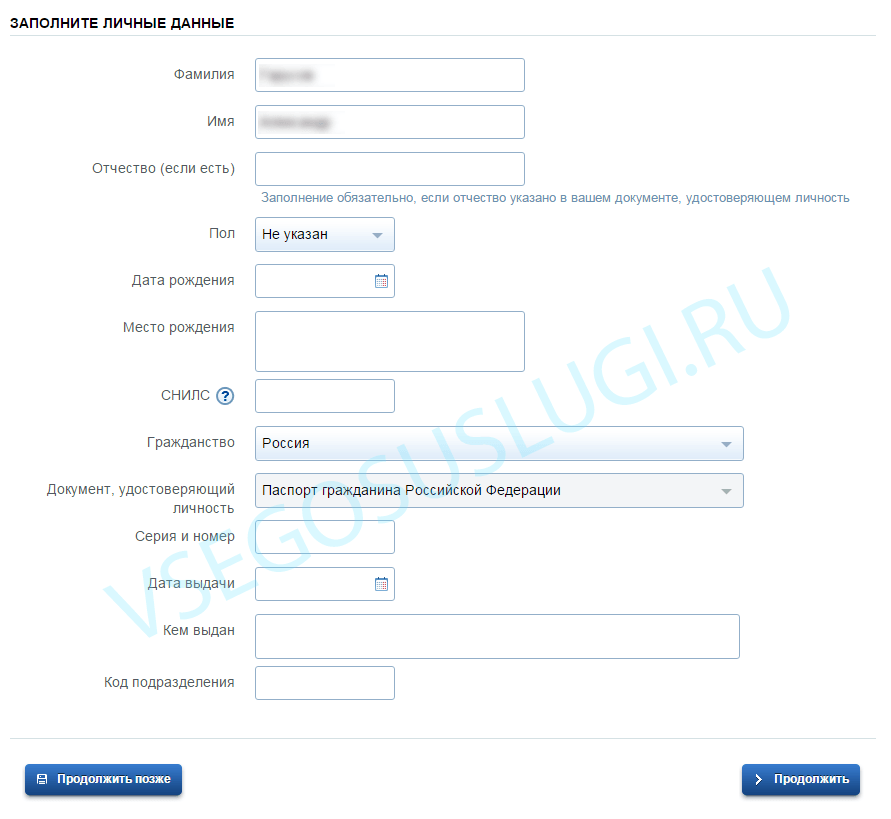 ЗАПОЛНИТЕ ЛИЧНЫЕ ДАННЫЕ
Фамилия
Имя
Отчество (если есть)
Заполнение обязательно, если отчество указано в вашем документе, удостоверяющем личность
Пол Не указан
Дата рождения
Место рождения
СНИЛС ?
Гражданство Россия
Документ, удостоверяющий Паспорт гражданина Российской Федерации
личность
Серия и номер
Дата выдачи
Кем выдан
Код подразделения
Продолжить позже Продолжить
VSEGOSUSLUGI.RU